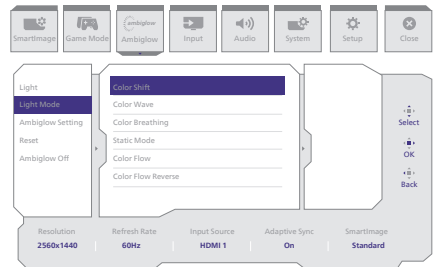 ambiglow
SmartImage Game Mode Ambiglow Input Audio System Setup Close
Light
Light Mode
Ambiglow Setting
Reset
Ambiglow Off
Color Shift
Color Wave
Color Breathing
Static Mode
Color Flow
Color Flow Reverse
Select
OK
Back
Resolution Refresh Rate Input Source Adaptive Sync SmartImage
2560x1440 60Hz HDMI 1 On Standard